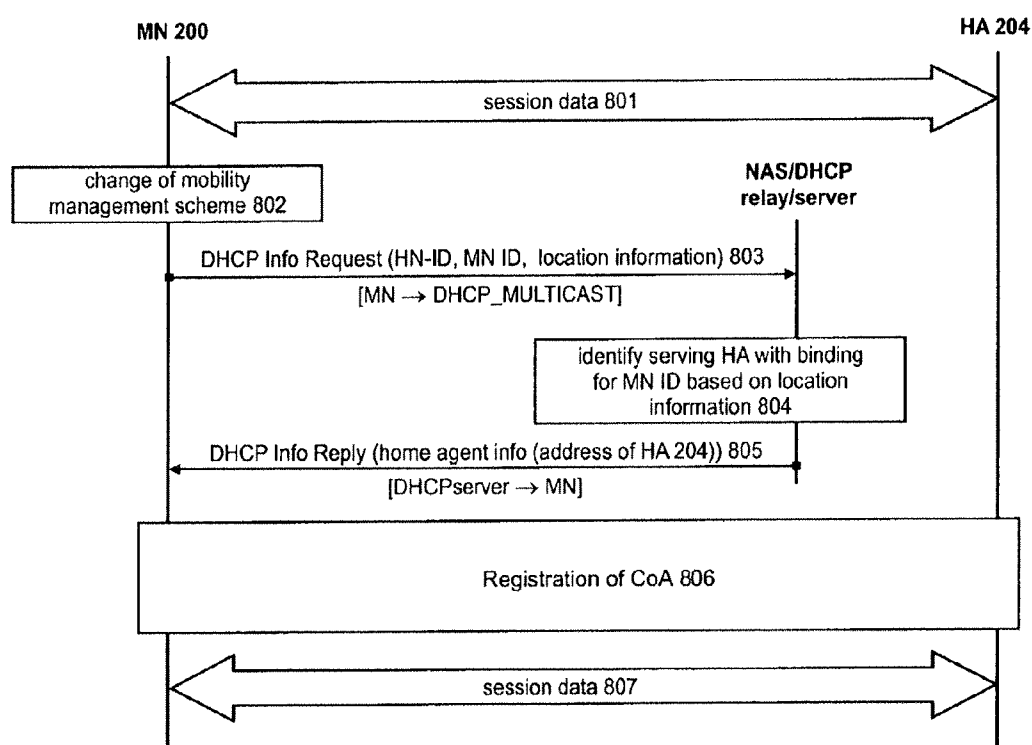 MN 200
HA 204
session data 801
change of mobility
management scheme 802
NAS/DHCP
relay/server
DHCP Info Request (HN-ID, MN ID, location information) 803
[MN → DHCP_MULTICAST]
identify serving HA with binding
for MN ID based on location
information 804
DHCP Info Reply (home agent info (address of HA 204)) 805
[DHCPserver → MN]
Registration of CoA 806
session data 807